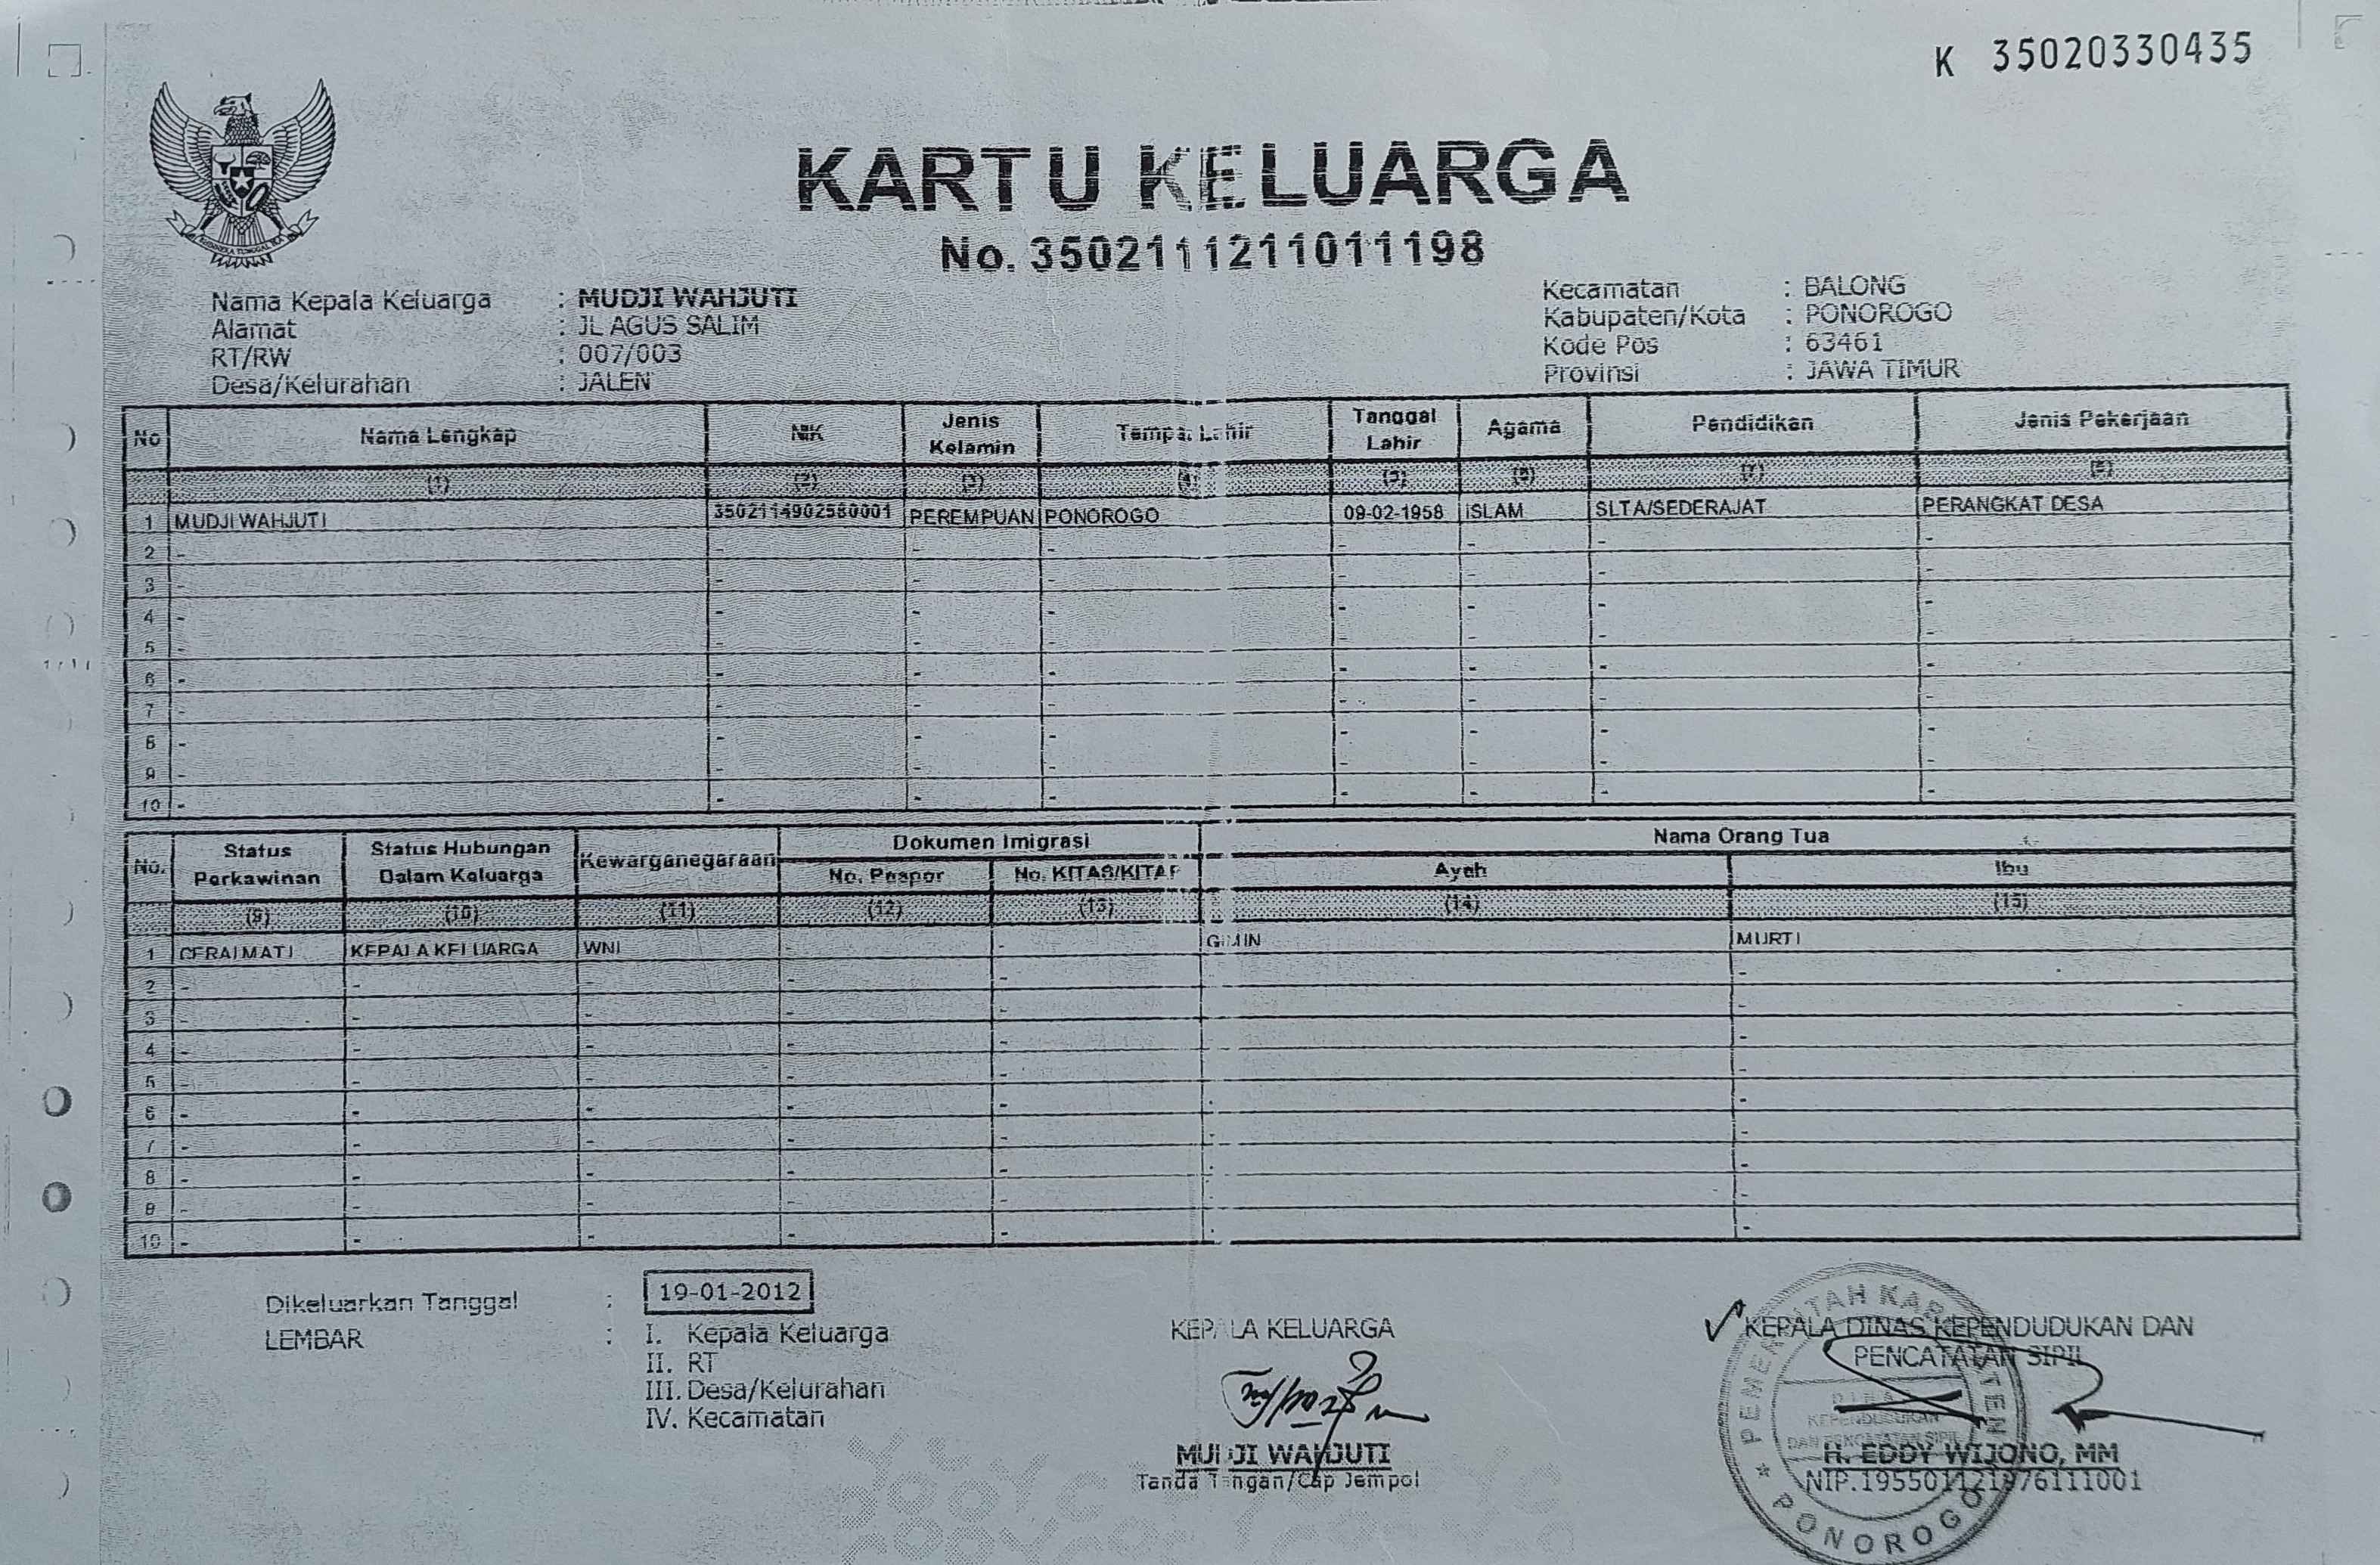 K 35020330435
KARTU KELUARGA
No. 3502111211011198
Nama Kepala Keluarga : MUDJI WAHJUTI
Alamat : JL AGUS SALIM
RT/RW : 007/003
Desa/Kelurahan : JALEN
Kecamatan : BALONG
Kabupaten/Kota : PONOROGO
Kode Pos : 63461
Provinsi : JAWA TIMUR
No Nama Lengkap NIK Jenis Kelamin Tempat Lahir Tanggal Lahir Agama Pendidikan Jenis Pekerjaan
(1) (2) (3) (4) (5) (6) (7) (8)
1 MUDJI WAHJUTI 3502114902580001 PEREMPUAN PONOROGO 09-02-1958 ISLAM SLTA/SEDERAJAT PERANGKAT DESA
2 - - - - - - - -
3 - - - - - - - -
4 - - - - - - - -
5 - - - - - - - -
6 - - - - - - - -
7 - - - - - - - -
8 - - - - - - - -
9 - - - - - - - -
10 - - - - - - - -
No. Status Perkawinan Status Hubungan Dalam Keluarga Kewarganegaraan Dokumen Imigrasi Nama Orang Tua
No. Paspor No. KITAS/KITAP Ayah Ibu
(9) (10) (11) (12) (13) (14) (15)
1 CERAI MATI KEPALA KELUARGA WNI - - MURTI
2 - - - - - - -
3 - - - - - - -
4 - - - - - - -
5 - - - - - - -
6 - - - - - - -
7 - - - - - - -
8 - - - - - - -
9 - - - - - - -
10 - - - - - - -
Dikeluarkan Tanggal : 19-01-2012
LEMBAR : I. Kepala Keluarga
II. RT
III. Desa/Kelurahan
IV. Kecamatan
KEPALA KELUARGA
MUDJI WAHJUTI
Tanda Tangan/Cap Jempol
KEPALA DINAS KEPENDUDUKAN DAN
PENCATATAN SIPIL
H. EDDY WIJONO, MM
NIP.195501121976111001
PEMERINTAH KABUPATEN
DINAS
KEPENDUDUKAN
DAN PENCATATAN SIPIL
PONOROGO